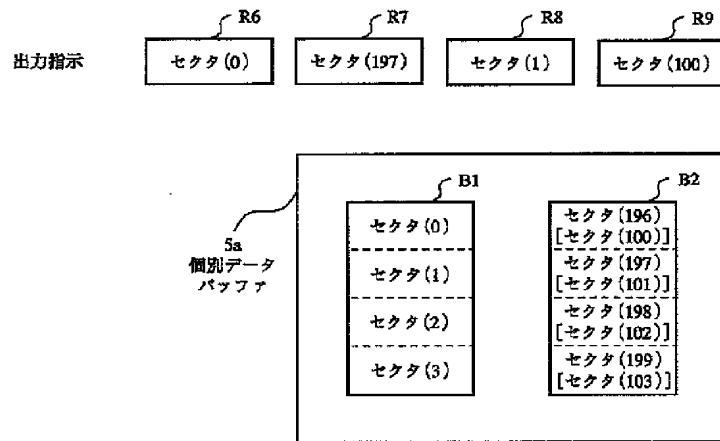 R6
R7
R8
R9
出力指示
セクタ(0)
セクタ(197)
セクタ(1)
セクタ(100)
B1
B2
5a
個別データ
バッファ
セクタ(0)
セクタ(1)
セクタ(2)
セクタ(3)
セクタ(196)
[セクタ(100)]
セクタ(197)
[セクタ(101)]
セクタ(198)
[セクタ(102)]
セクタ(199)
[セクタ(103)]